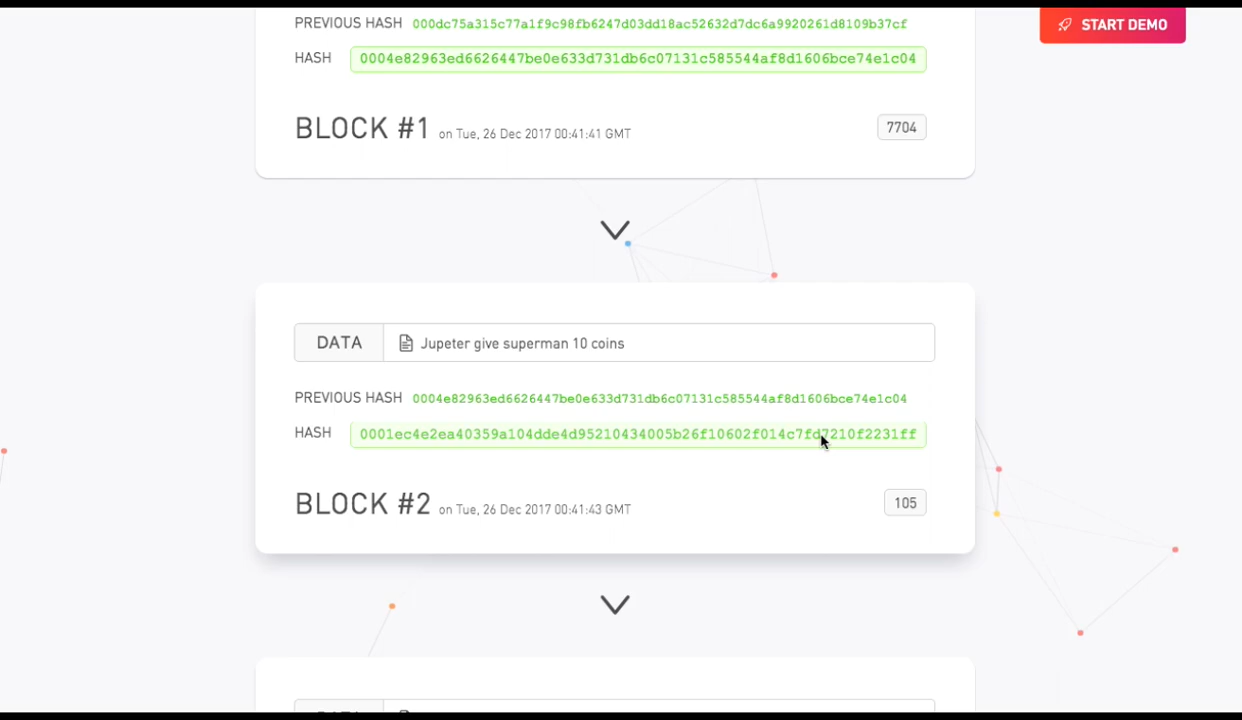 PREVIOUS HASH 000dc75a315c77a1f9c98fb6247d03dd18ac52632d7dc6a9920261d8109b37cf
START DEMO
HASH 0004e82963ed6626447be0e633d731db6c07131c585544af8d1606bce74e1c04
BLOCK #1 on Tue, 26 Dec 2017 00:41:41 GMT 7704
DATA Jupeter give superman 10 coins
PREVIOUS HASH 0004e82963ed6626447be0e633d731db6c07131c585544af8d1606bce74e1c04
HASH 0001ec4e2ea40359a104dde4d95210434005b26f10602f014c7fd7210f2231ff
BLOCK #2 on Tue, 26 Dec 2017 00:41:43 GMT 105